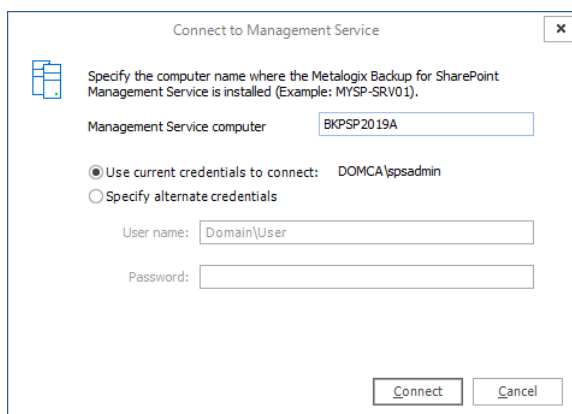 Connect to Management Service
Specify the computer name where the Metalogix Backup for SharePoint
Management Service is installed (Example: MYSP-SRV01).
Management Service computer BKPSP2019A
Use current credentials to connect: DOMCA\spsadmin
Specify alternate credentials
User name: Domain\User
Password:
Connect Cancel